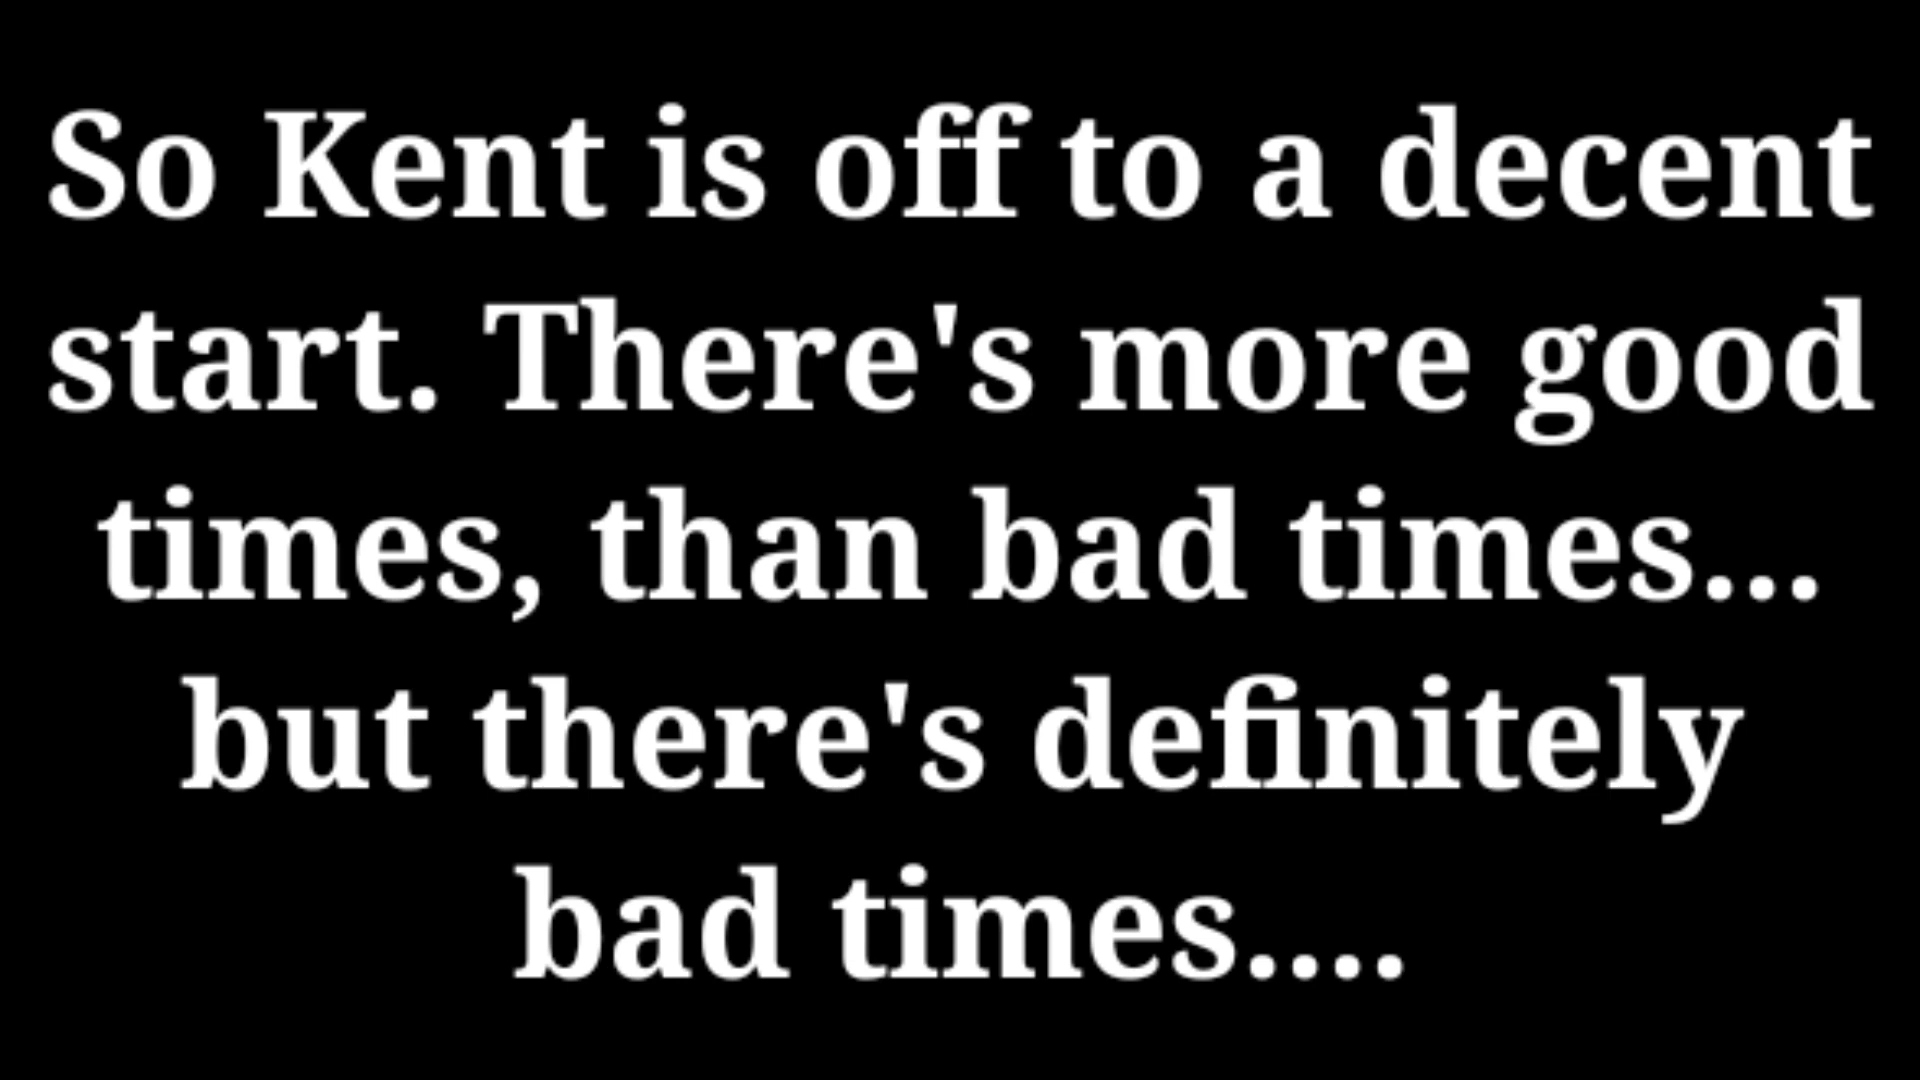 So Kent is off to a decent
start. There's more good
times, than bad times...
but there's definitely
bad times....